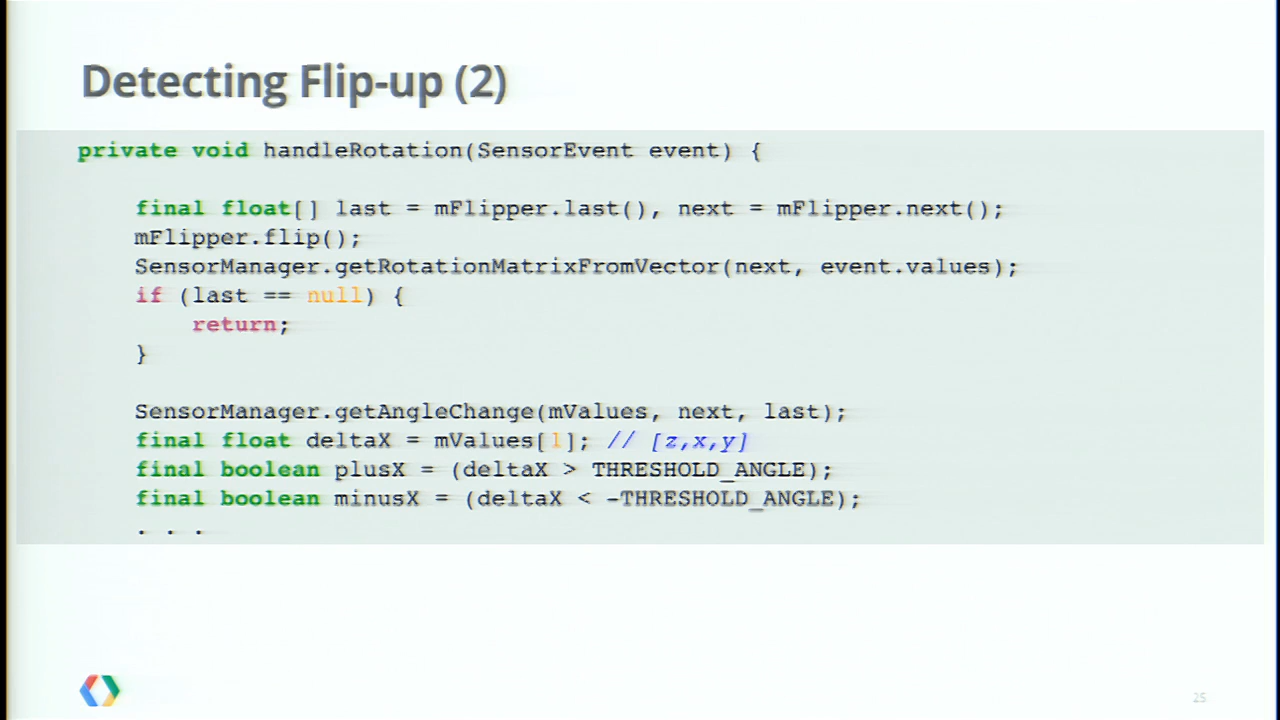 Detecting Flip-up (2)
private void handleRotation(SensorEvent event) {
final float[] last = mFlipper.last(), next = mFlipper.next();
mFlipper.flip();
SensorManager.getRotationMatrixFromVector(next, event.values);
if (last == null) {
return;
}
SensorManager.getAngleChange(mValues, next, last);
final float deltaX = mValues[1]; // [z,x,y]
final boolean plusX = (deltaX > THRESHOLD_ANGLE);
final boolean minusX = (deltaX < -THRESHOLD_ANGLE);
. . .
25